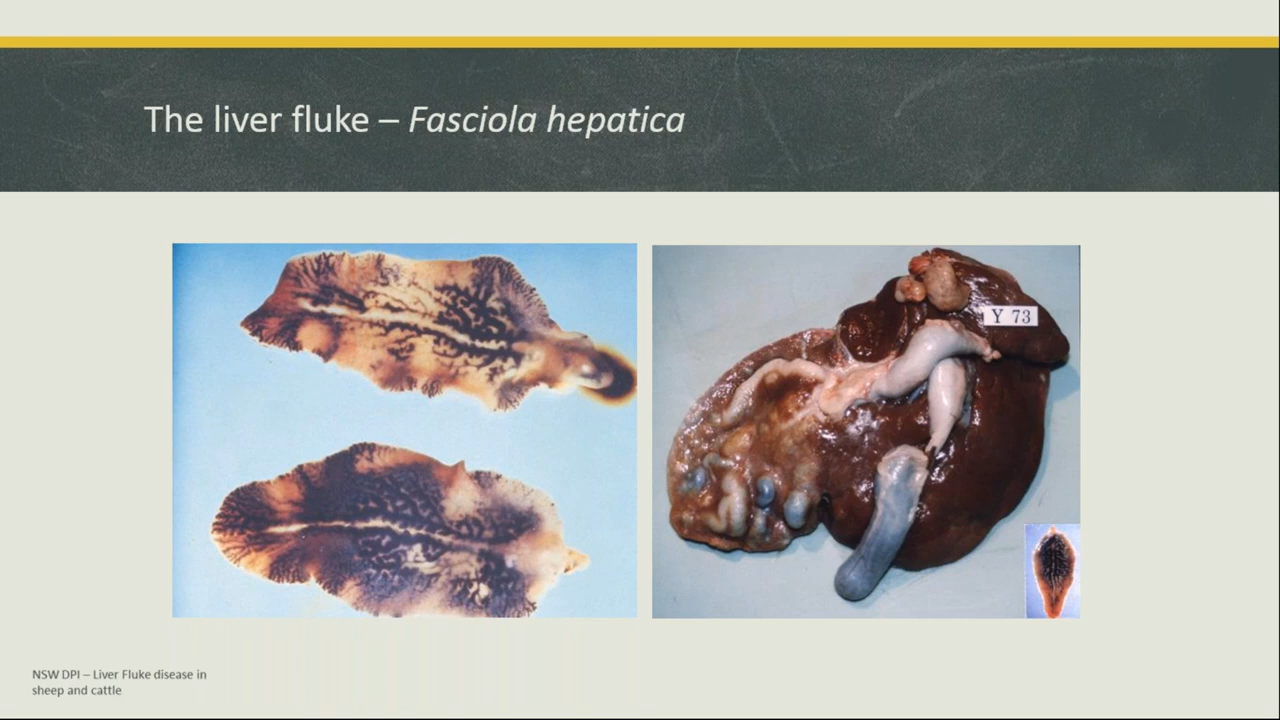 The liver fluke – Fasciola hepatica
Y 73
NSW DPI – Liver Fluke disease in
sheep and cattle